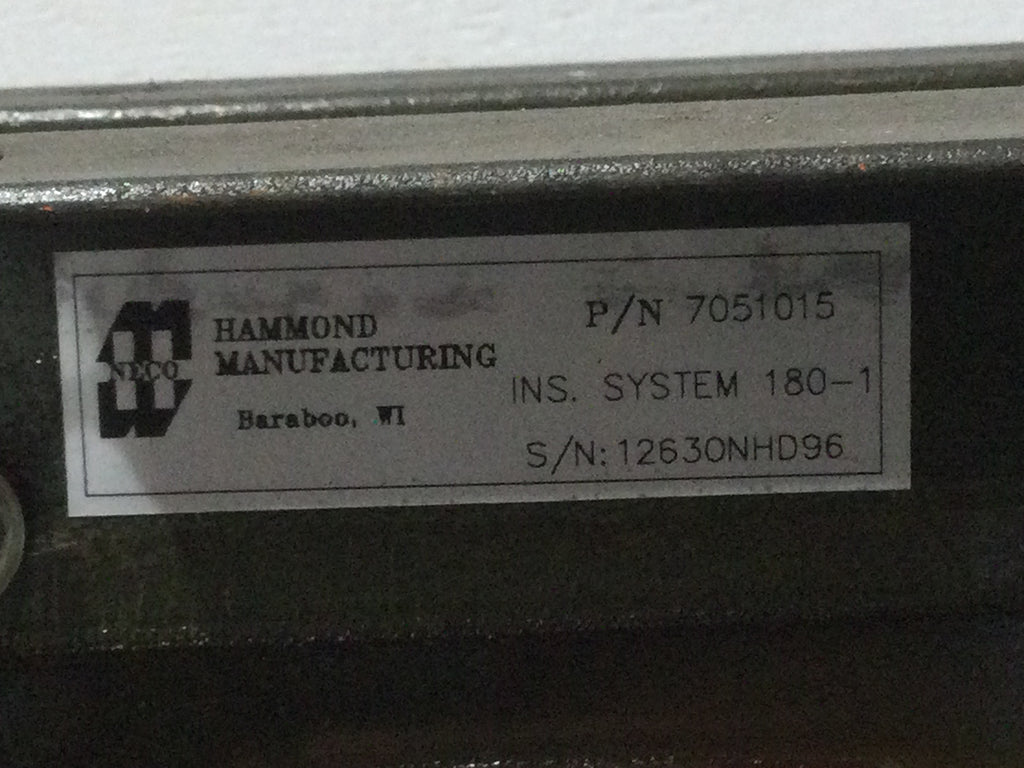 NECO
HAMMOND
MANUFACTURING
Baraboo, WI
P/N 7051015
INS. SYSTEM 180-1
S/N: 12630NHD96